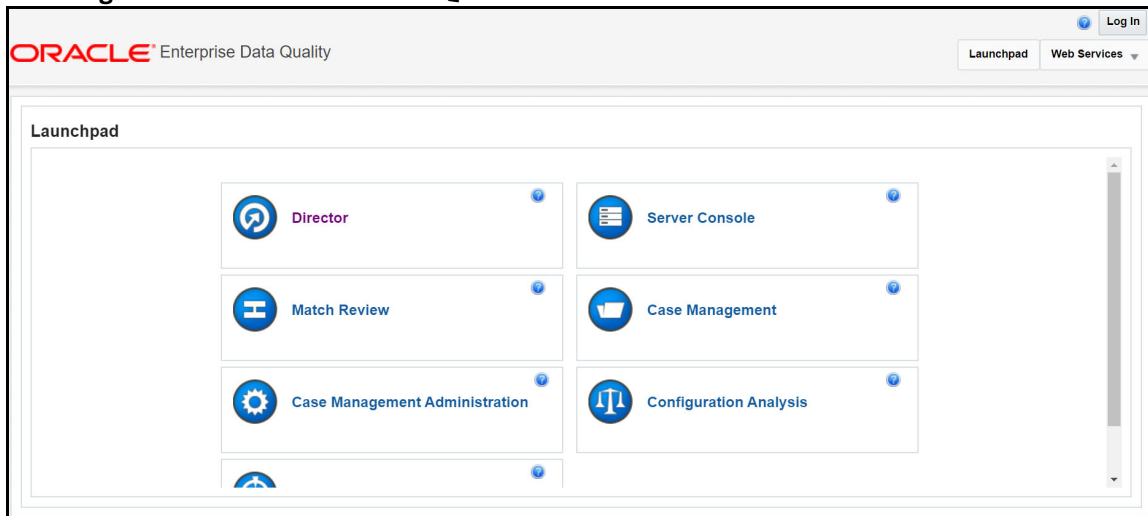 Log In
ORACLE Enterprise Data Quality
Launchpad Web Services
Launchpad
Director
Server Console
Match Review
Case Management
Case Management Administration
Configuration Analysis